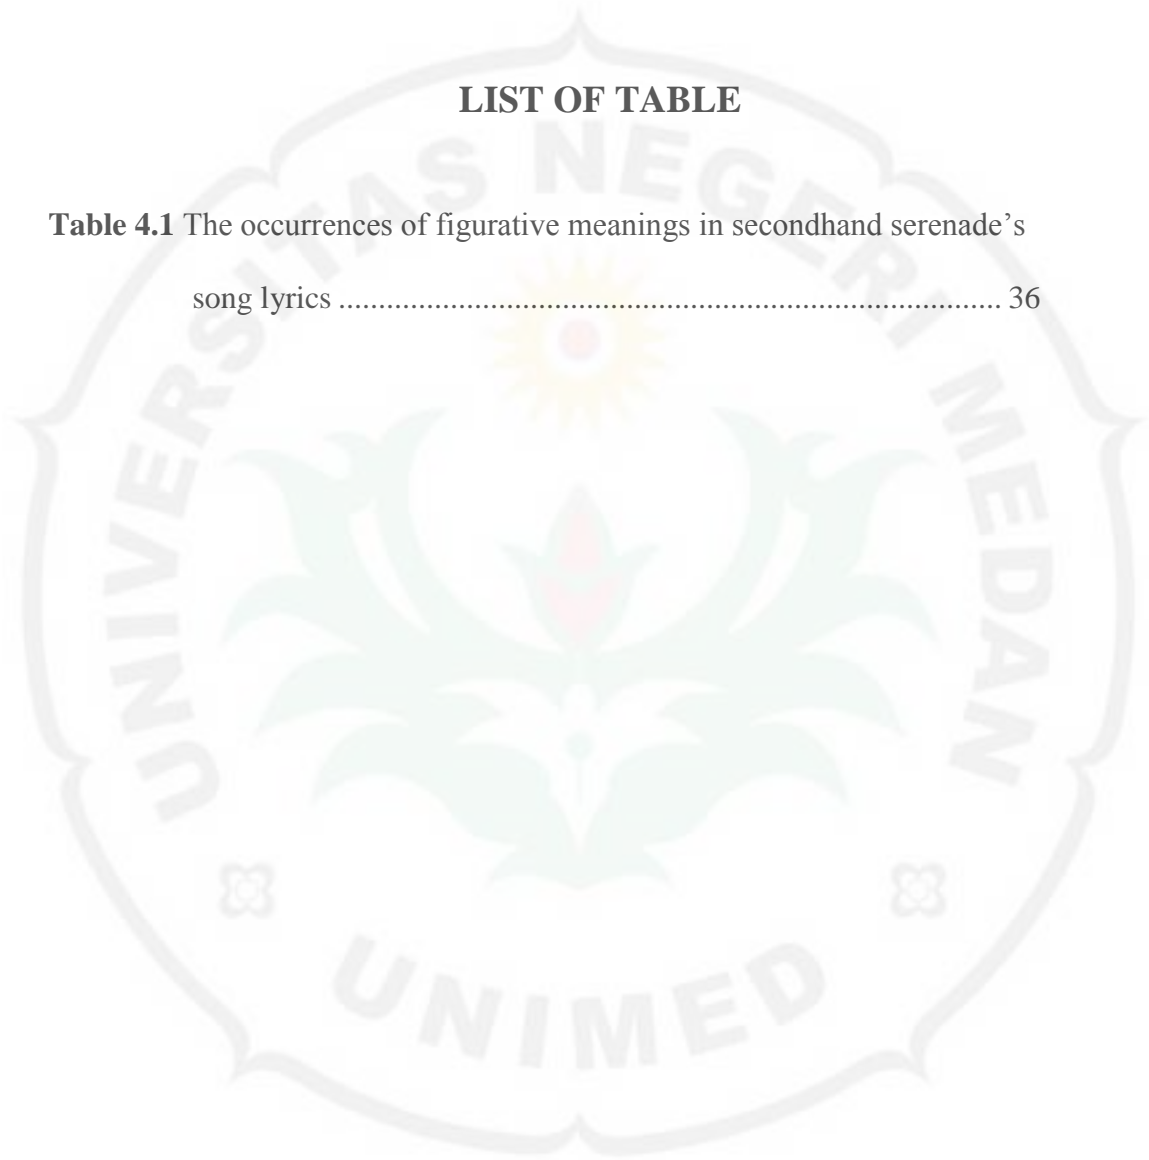 LIST OF TABLE
Table 4.1 The occurrences of figurative meanings in secondhand serenade’s
song lyrics .................................................................................. 36
UNIVERSITAS NEGERI MEDAN
UNIMED